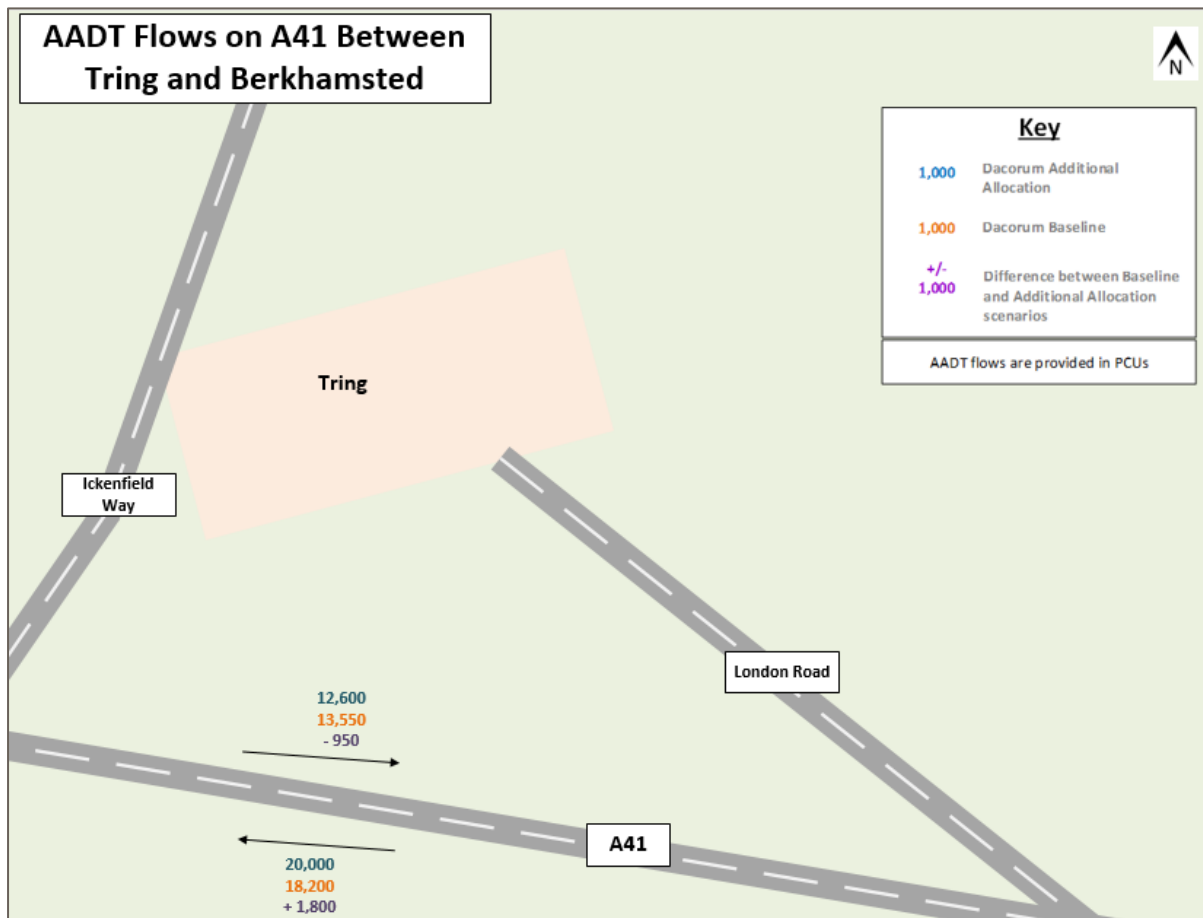 AADT Flows on A41 Between
Tring and Berkhamsted
N
Key
1,000 Dacorum Additional
Allocation
1,000 Dacorum Baseline
+/-
1,000
Difference between Baseline
and Additional Allocation
scenarios
AADT flows are provided in PCUs
Tring
Ickenfield
Way
London Road
12,600
13,550
- 950
A41
20,000
18,200
+ 1,800